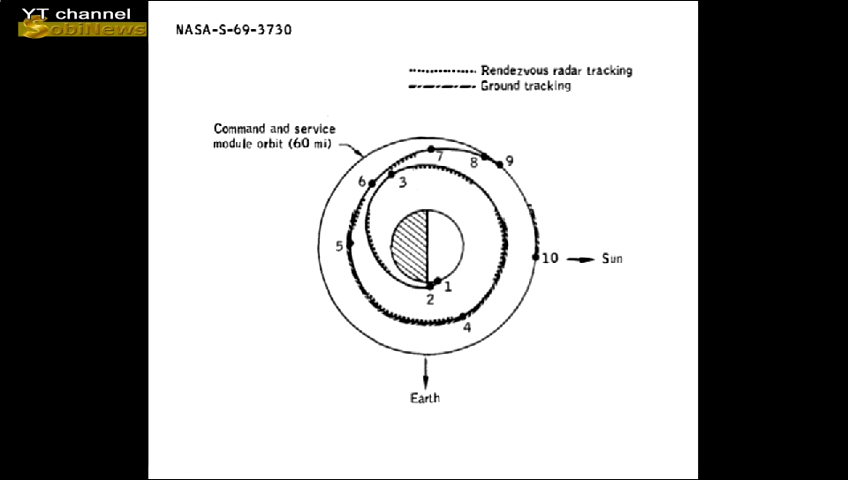 YT channel
SobiNews
NASA-S-69-3730
Rendezvous radar tracking
Ground tracking
Command and service
module orbit (60 mi)
7
8
9
6
3
5
10
Sun
1
2
4
Earth